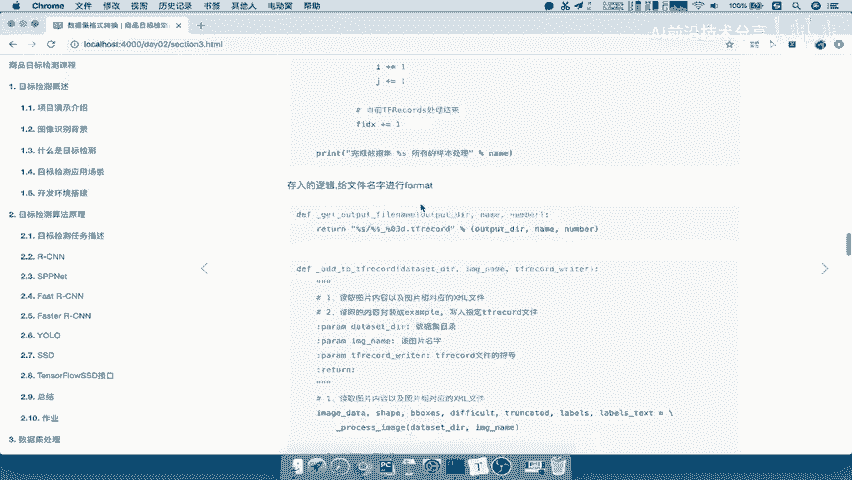 Chrome 文件 修改 视图 历史记录 书签 其他人 电动窝 帮助
100%
数据集格式转换 | 商品目标检测
AI前沿技术分享
localhost:4000/day02/section3.html
商品目标检测课程
1. 目标检测概述
1.1. 项目演示介绍
1.2. 图像识别背景
1.3. 什么是目标检测
1.4. 目标检测应用场景
1.5. 开发环境搭建
2. 目标检测算法原理
2.1. 目标检测任务描述
2.2. R-CNN
2.3. SPPNet
2.4. Fast R-CNN
2.5. Faster R-CNN
2.6. YOLO
2.7. SSD
2.8. TensorFlowSSD接口
2.9. 总结
2.10. 作业
3. 数据集处理
i += 1
j += 1
# 当前TFRecords处理结束
fidx += 1
print("完成数据集 %s 所有的样本处理" % name)
存入的逻辑,给文件名字进行format
def _get_output_filename(output_dir, name, number):
return "%s/%s_%03d.tfrecord" % (output_dir, name, number)
def _add_to_tfrecord(dataset_dir, img_name, tfrecord_writer):
"""
# 1、读取图片内容以及图片相对应的XML文件
# 2、读取的内容封装成example, 写入指定tfrecord文件
:param dataset_dir: 数据集目录
:param img_name: 该图片名字
:param tfrecord_writer: tfrecord文件的符号
:return:
"""
# 1、读取图片内容以及图片相对应的XML文件
image_data, shape, bboxes, difficult, truncated, labels, labels_text = \
_process_image(dataset_dir, img_name)